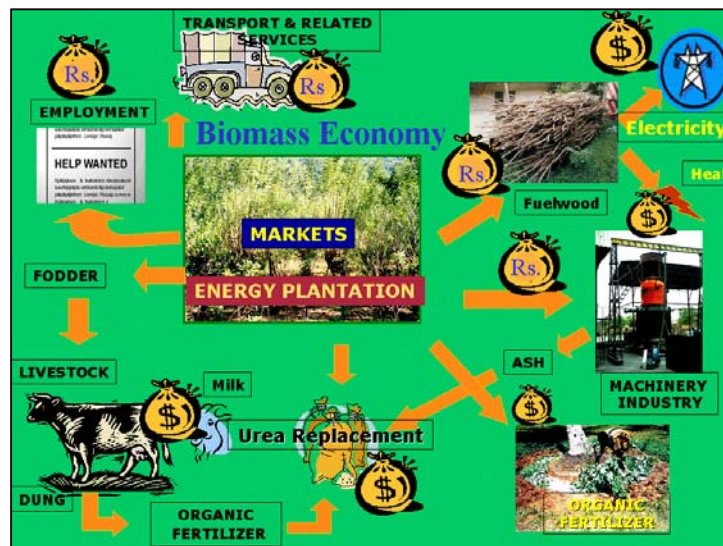 TRANSPORT & RELATED
SERVICES
Rs.
Rs
$
EMPLOYMENT
Biomass Economy
Electricity
HELP WANTED
Rs.
Fuelwood
Heat
$
MARKETS
Rs.
FODDER
ENERGY PLANTATION
LIVESTOCK
Milk
ASH
MACHINERY
INDUSTRY
$
$
Urea Replacement
$
DUNG
ORGANIC
FERTILIZER
ORGANIC
FERTILIZER